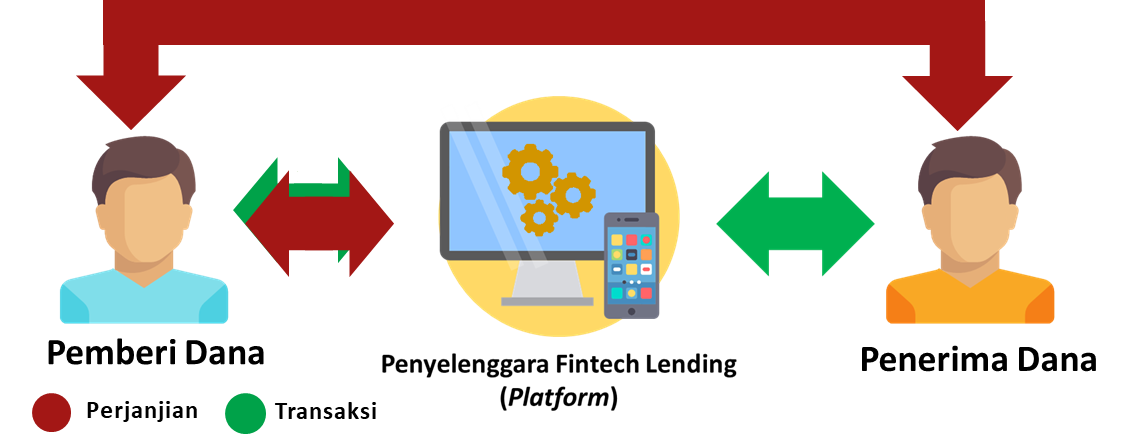 Pemberi Dana
Penyelenggara Fintech Lending
(Platform)
Penerima Dana
Perjanjian
Transaksi